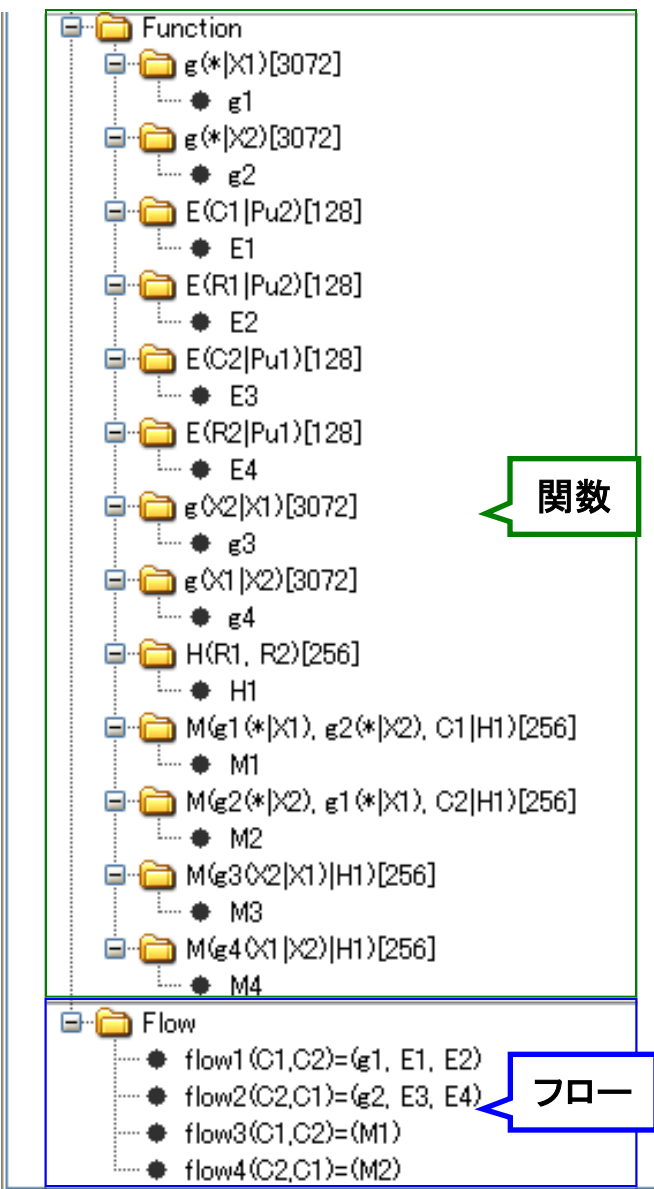 Function
g(*|X1)[3072]
g1
g(*|X2)[3072]
g2
E(C1|Pu2)[128]
E1
E(R1|Pu2)[128]
E2
E(C2|Pu1)[128]
E3
E(R2|Pu1)[128]
E4
g(X2|X1)[3072]
g3
g(X1|X2)[3072]
g4
H(R1, R2)[256]
H1
M(g1(*|X1), g2(*|X2), C1|H1)[256]
M1
M(g2(*|X2), g1(*|X1), C2|H1)[256]
M2
M(g3(X2|X1)|H1)[256]
M3
M(g4(X1|X2)|H1)[256]
M4
関数
Flow
flow1(C1,C2)=(g1, E1, E2)
flow2(C2,C1)=(g2, E3, E4)
flow3(C1,C2)=(M1)
flow4(C2,C1)=(M2)
フロー